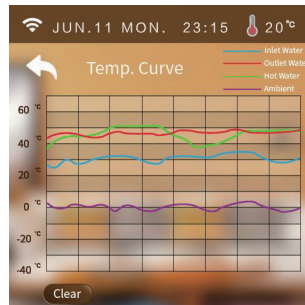 JUN.11 MON. 23:15 20℃
Inlet Water
Outlet Wate
Hot Water
Ambient
Temp. Curve
60 ℃
40 ℃
20 ℃
0 ℃
-20 ℃
-40 ℃
Clear